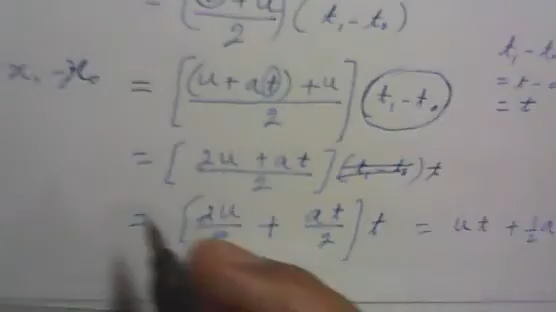 = (v + u / 2) (t₁ - t₀)
x₁ - x₀ = [(u + at) + u / 2] (t₁ - t₀)
t₁ - t₀
= t - 
= t
= [2u + at / 2] (t₁ - t₀) t
= [2u / 2 + at / 2] t = ut + ½a